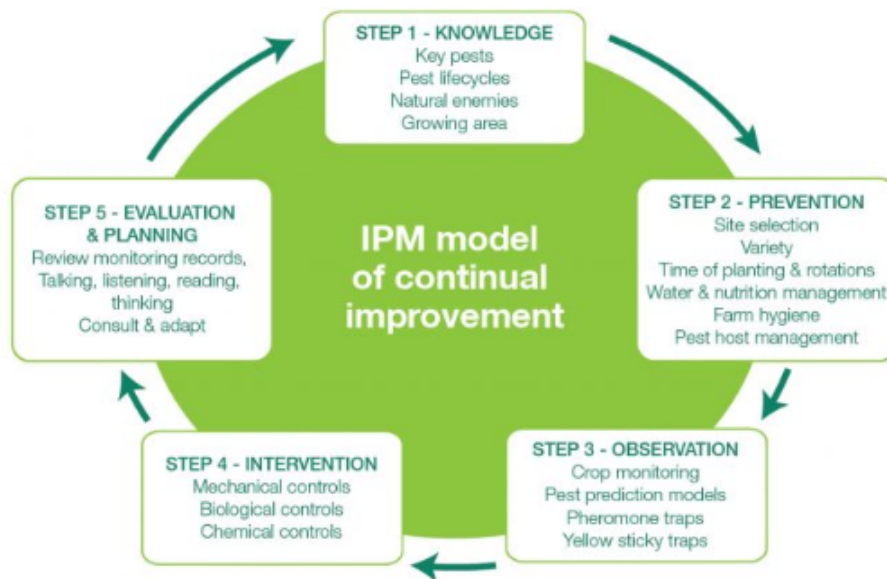 STEP 1 - KNOWLEDGE
Key pests
Pest lifecycles
Natural enemies
Growing area
STEP 2 - PREVENTION
Site selection
Variety
Time of planting & rotations
Water & nutrition management
Farm hygiene
Pest host management
STEP 3 - OBSERVATION
Crop monitoring
Pest prediction models
Pheromone traps
Yellow sticky traps
STEP 4 - INTERVENTION
Mechanical controls
Biological controls
Chemical controls
STEP 5 - EVALUATION
& PLANNING
Review monitoring records,
Talking, listening, reading,
thinking
Consult & adapt
IPM model
of continual
improvement